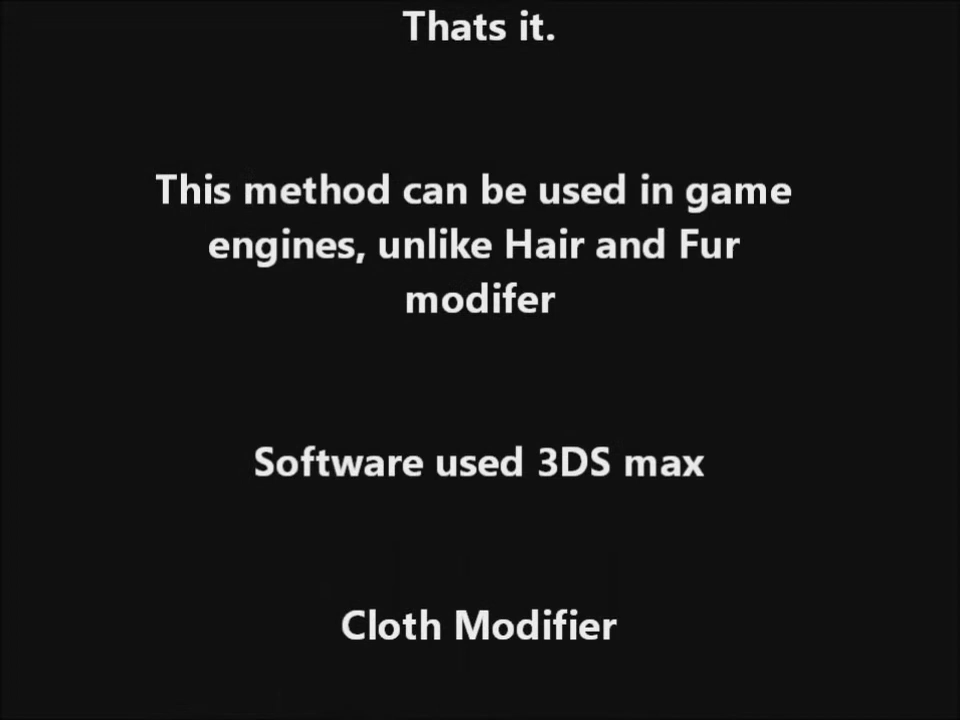 Thats it.
This method can be used in game
engines, unlike Hair and Fur
modifer
Software used 3DS max
Cloth Modifier